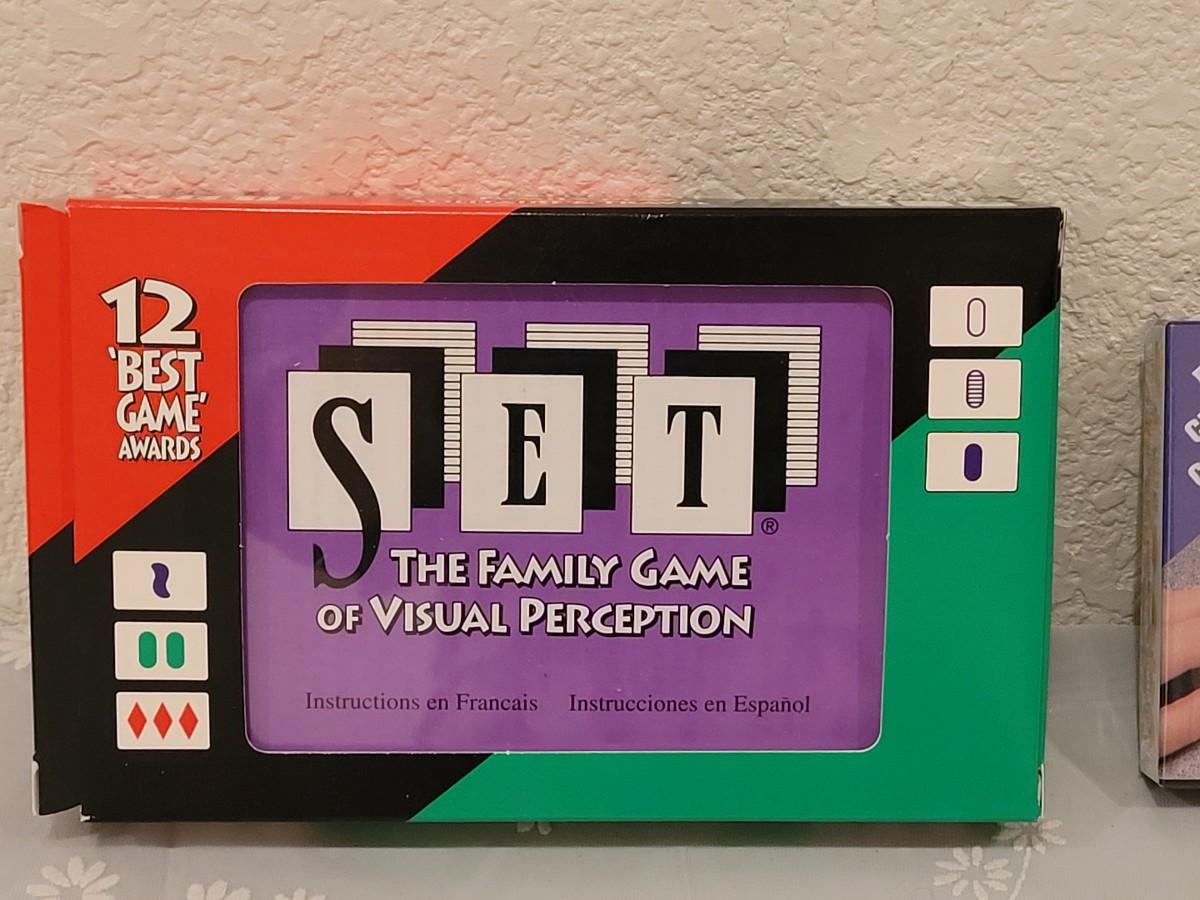 12
'BEST
GAME'
AWARDS
SET®
THE FAMILY GAME
OF VISUAL PERCEPTION
Instructions en Francais Instrucciones en Español